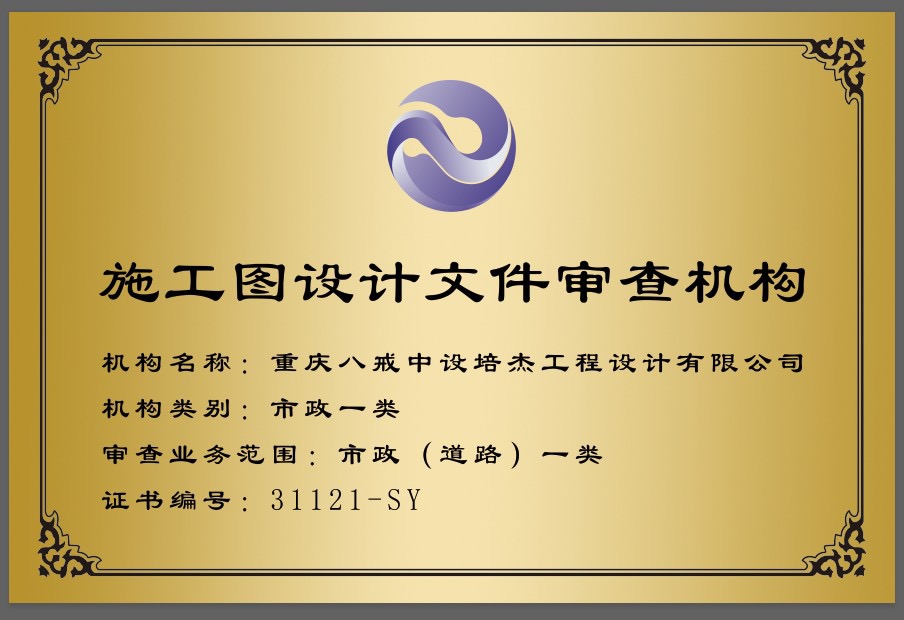 施工图设计文件审查机构
机构名称：重庆八戒中设培杰工程设计有限公司
机构类别：市政一类
审查业务范围：市政（道路）一类
证书编号：31121-SY